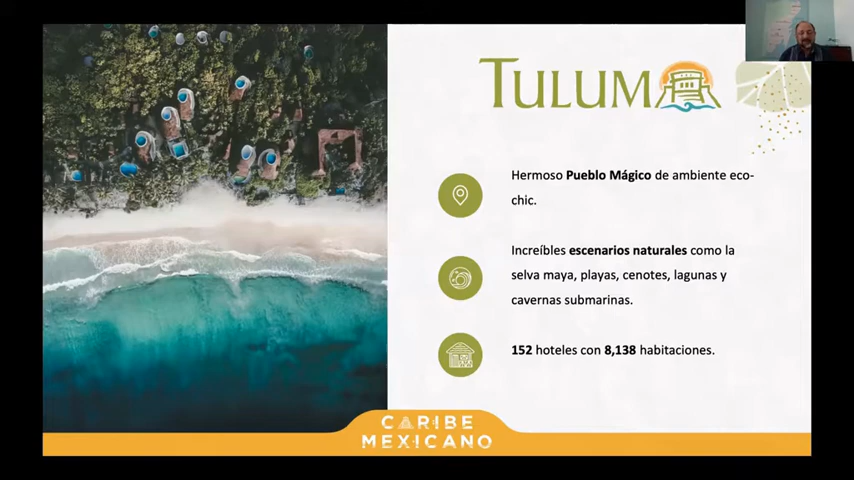 TULUM
Hermoso Pueblo Mágico de ambiente eco-
chic.
Increíbles escenarios naturales como la
selva maya, playas, cenotes, lagunas y
cavernas submarinas.
152 hoteles con 8,138 habitaciones.
CARIBE
MEXICANO